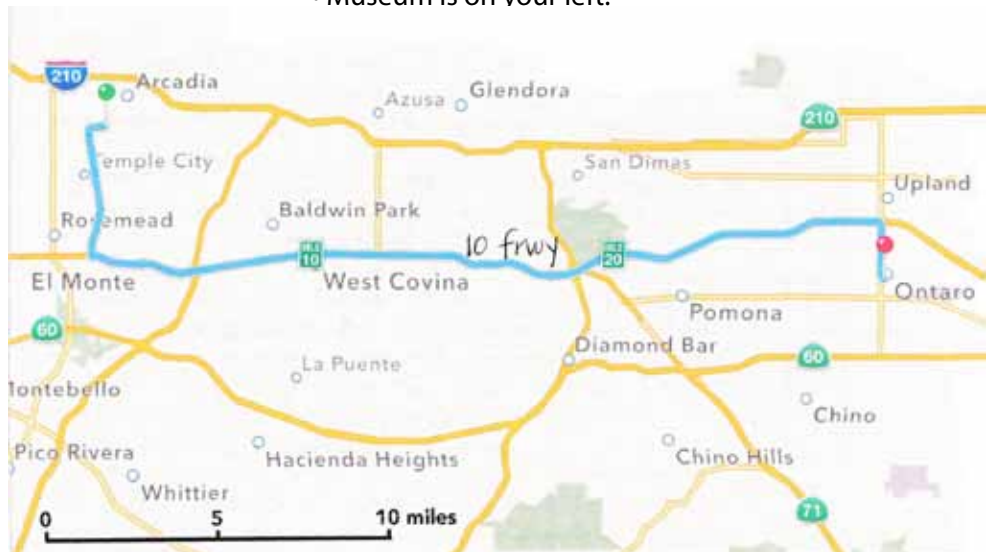 Museum is on your left.
210 Arcadia
Azusa Glendora
210
Temple City
San Dimas
Upland
Rosemead
Baldwin Park
10 frwy
10
20
El Monte
West Covina
Ontaro
Pomona
60
Diamond Bar
60
La Puente
Montebello
Chino
Pico Rivera
Hacienda Heights
Chino Hills
Whittier
0 5 10 miles
71